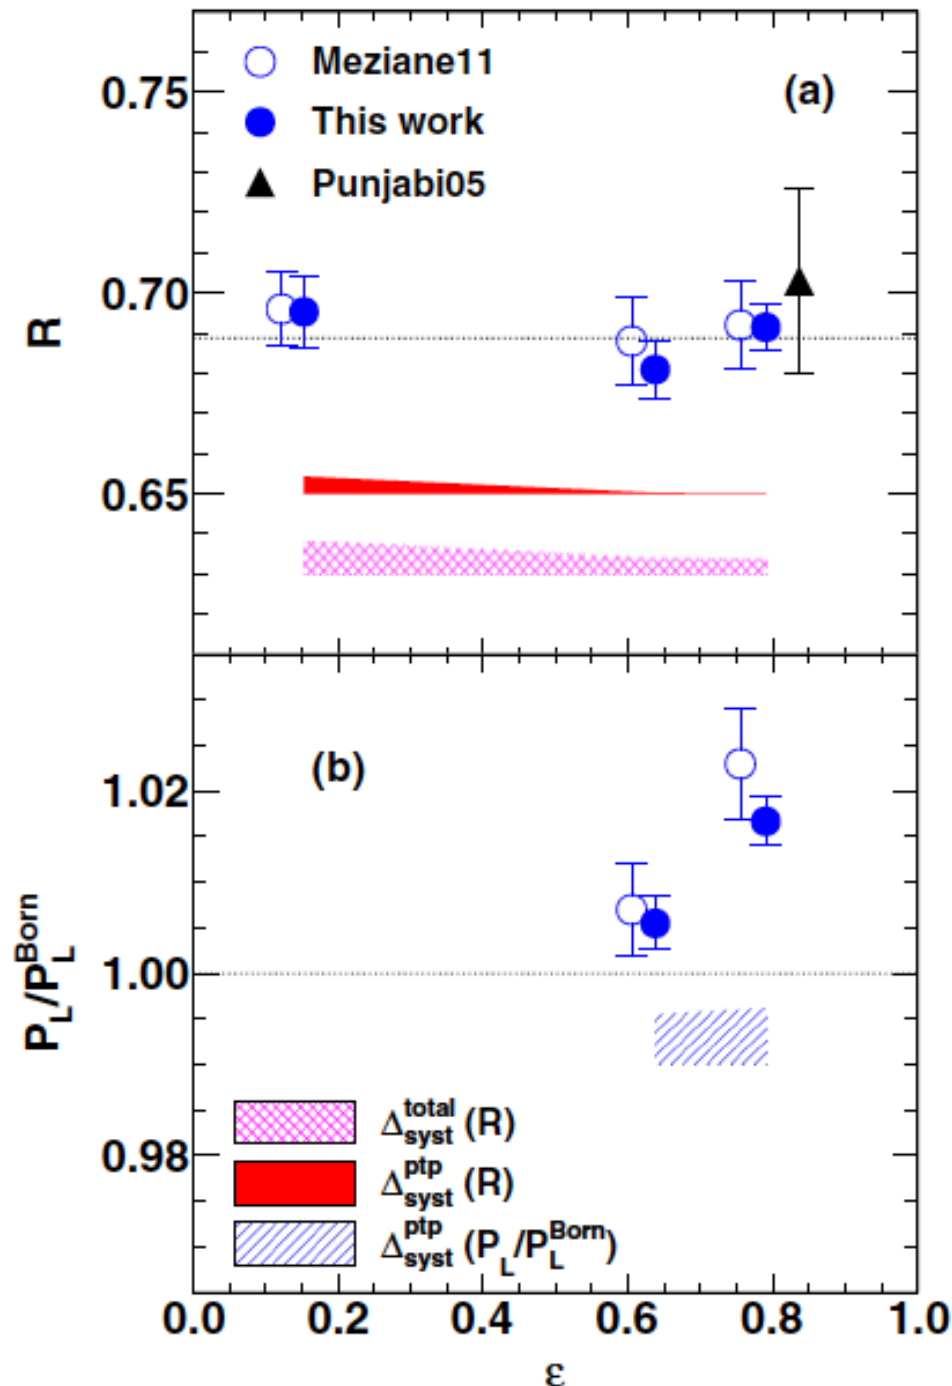 Meziane11
This work
Punjabi05
(a)
0.75
0.70
0.65
R
(b)
1.02
1.00
0.98
P_L/P_L^Born
Δ_syst^total (R)
Δ_syst^ptp (R)
Δ_syst^ptp (P_L/P_L^Born)
0.0 0.2 0.4 0.6 0.8 1.0
ε